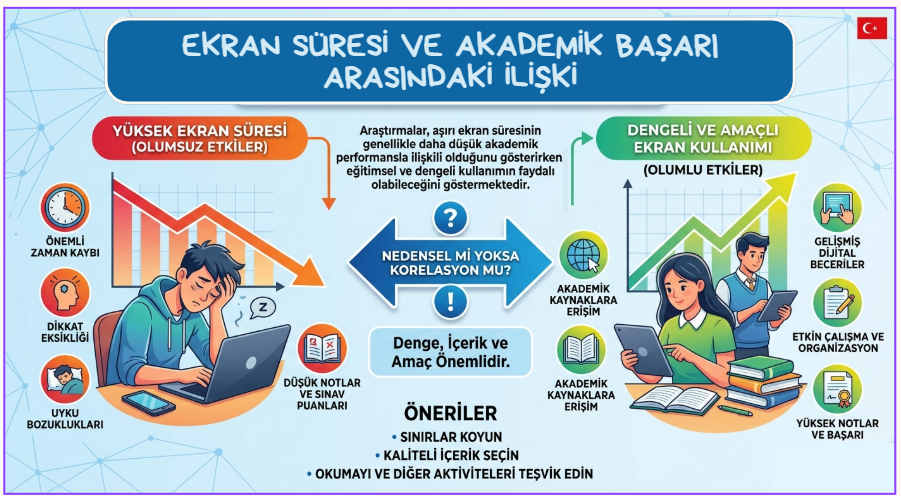 EKRAN SÜRESİ VE AKADEMİK BAŞARI
ARASINDAKİ İLİŞKİ
YÜKSEK EKRAN SÜRESİ
(OLUMSUZ ETKİLER)
ÖNEMLİ
ZAMAN KAYBI
DİKKAT
EKSİKLİĞİ
UYKU
BOZUKLUKLARI
Z
DÜŞÜK NOTLAR
VE SINAV
PUANLARI
Araştırmalar, aşırı ekran süresinin
genellikle daha düşük akademik
performansla ilişkili olduğunu gösterirken
eğitimsel ve dengeli kullanımın faydalı
olabileceğini göstermektedir.
?
NEDENSEL Mİ YOKSA
KORELASYON MU?
!
Denge, İçerik ve
Amaç Önemlidir.
ÖNERİLER
• SINIRLAR KOYUN
• KALİTELİ İÇERİK SEÇİN
• OKUMAYI VE DİĞER AKTİVİTELERİ TEŞVİK EDİN
DENGELİ VE AMAÇLI
EKRAN KULLANIMI
(OLUMLU ETKİLER)
AKADEMİK
KAYNAKLARA
ERİŞİM
AKADEMİK
KAYNAKLARA
ERİŞİM
GELİŞMİŞ
DİJİTAL
BECERİLER
ETKİN ÇALIŞMA VE
ORGANİZASYON
YÜKSEK NOTLAR
VE BAŞARI